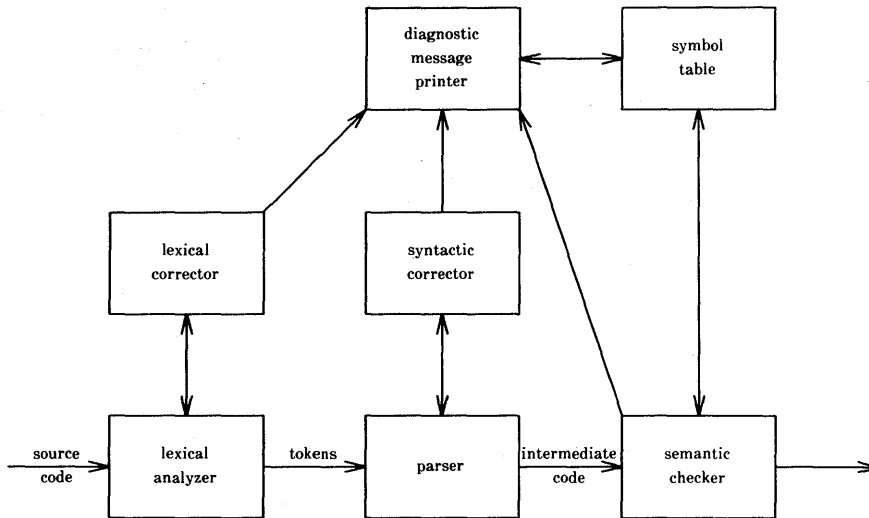 diagnostic
message
printer
symbol
table
lexical
corrector
syntactic
corrector
source
code
lexical
analyzer
tokens
parser
intermediate
code
semantic
checker